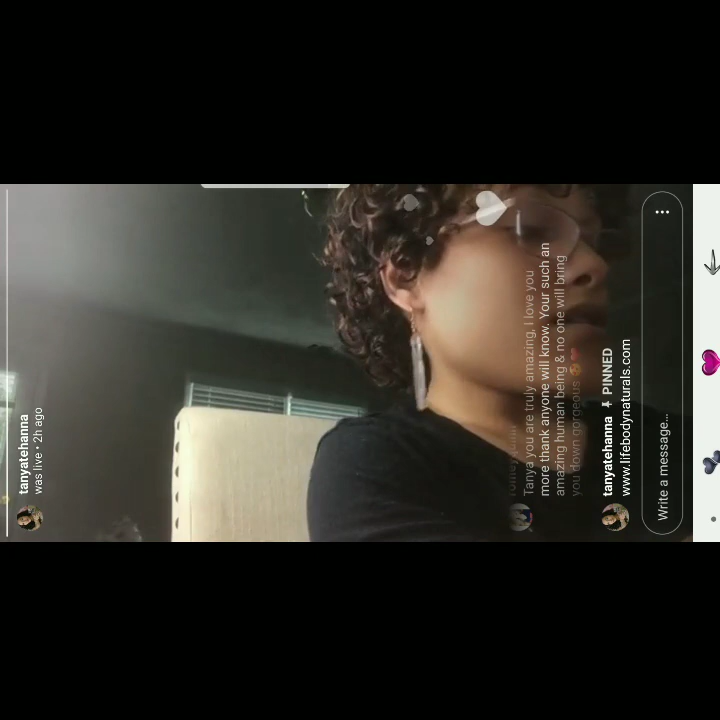 tanyatehanna
was live • 2h ago
Tanya you are truly amazing, I love you
more thank anyone will know. Your such an
amazing human being & no one will bring
you down gorgeous 😘❤️
tanyatehanna 📌 PINNED
www.lifebodynaturals.com
Write a message...